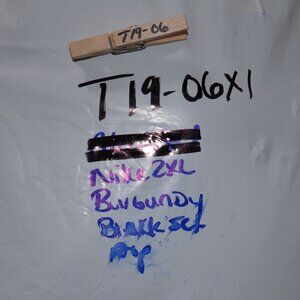 T19-06
T19-06X1
Nike 2XL
Burgundy
Black set